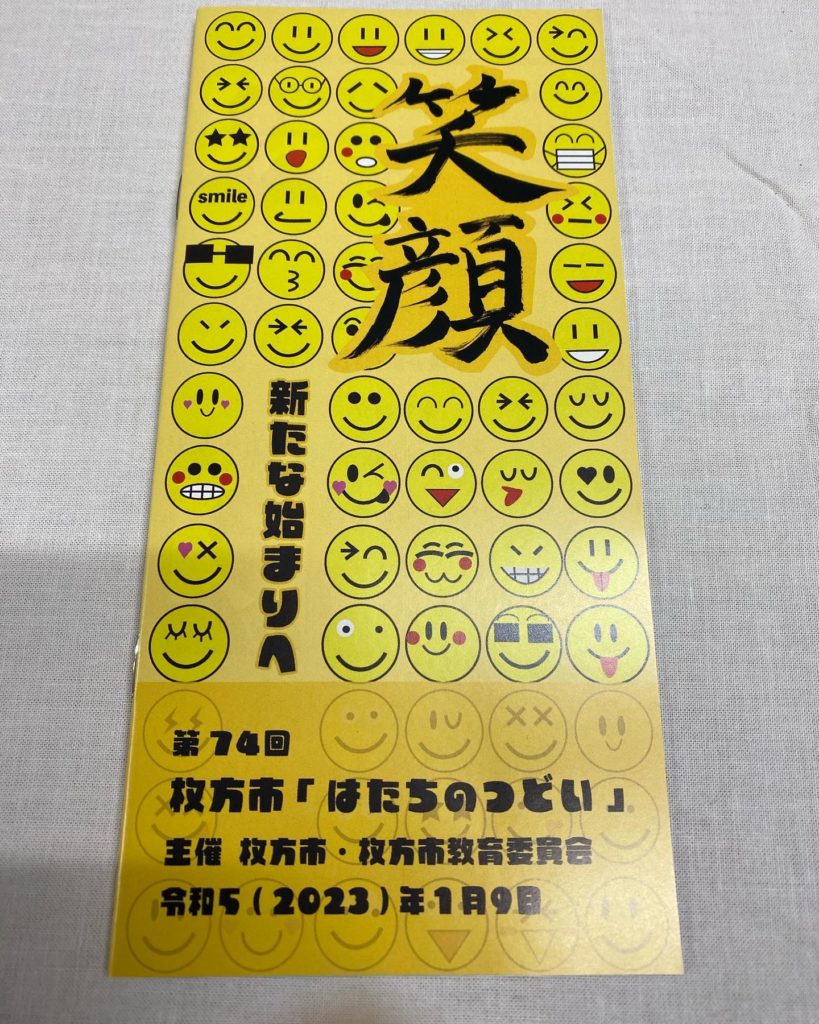 笑顔
smile
新たな始まりへ
第74回
枚方市「はたちのつどい」
主催 枚方市・枚方市教育委員会
令和5(2023)年1月9日